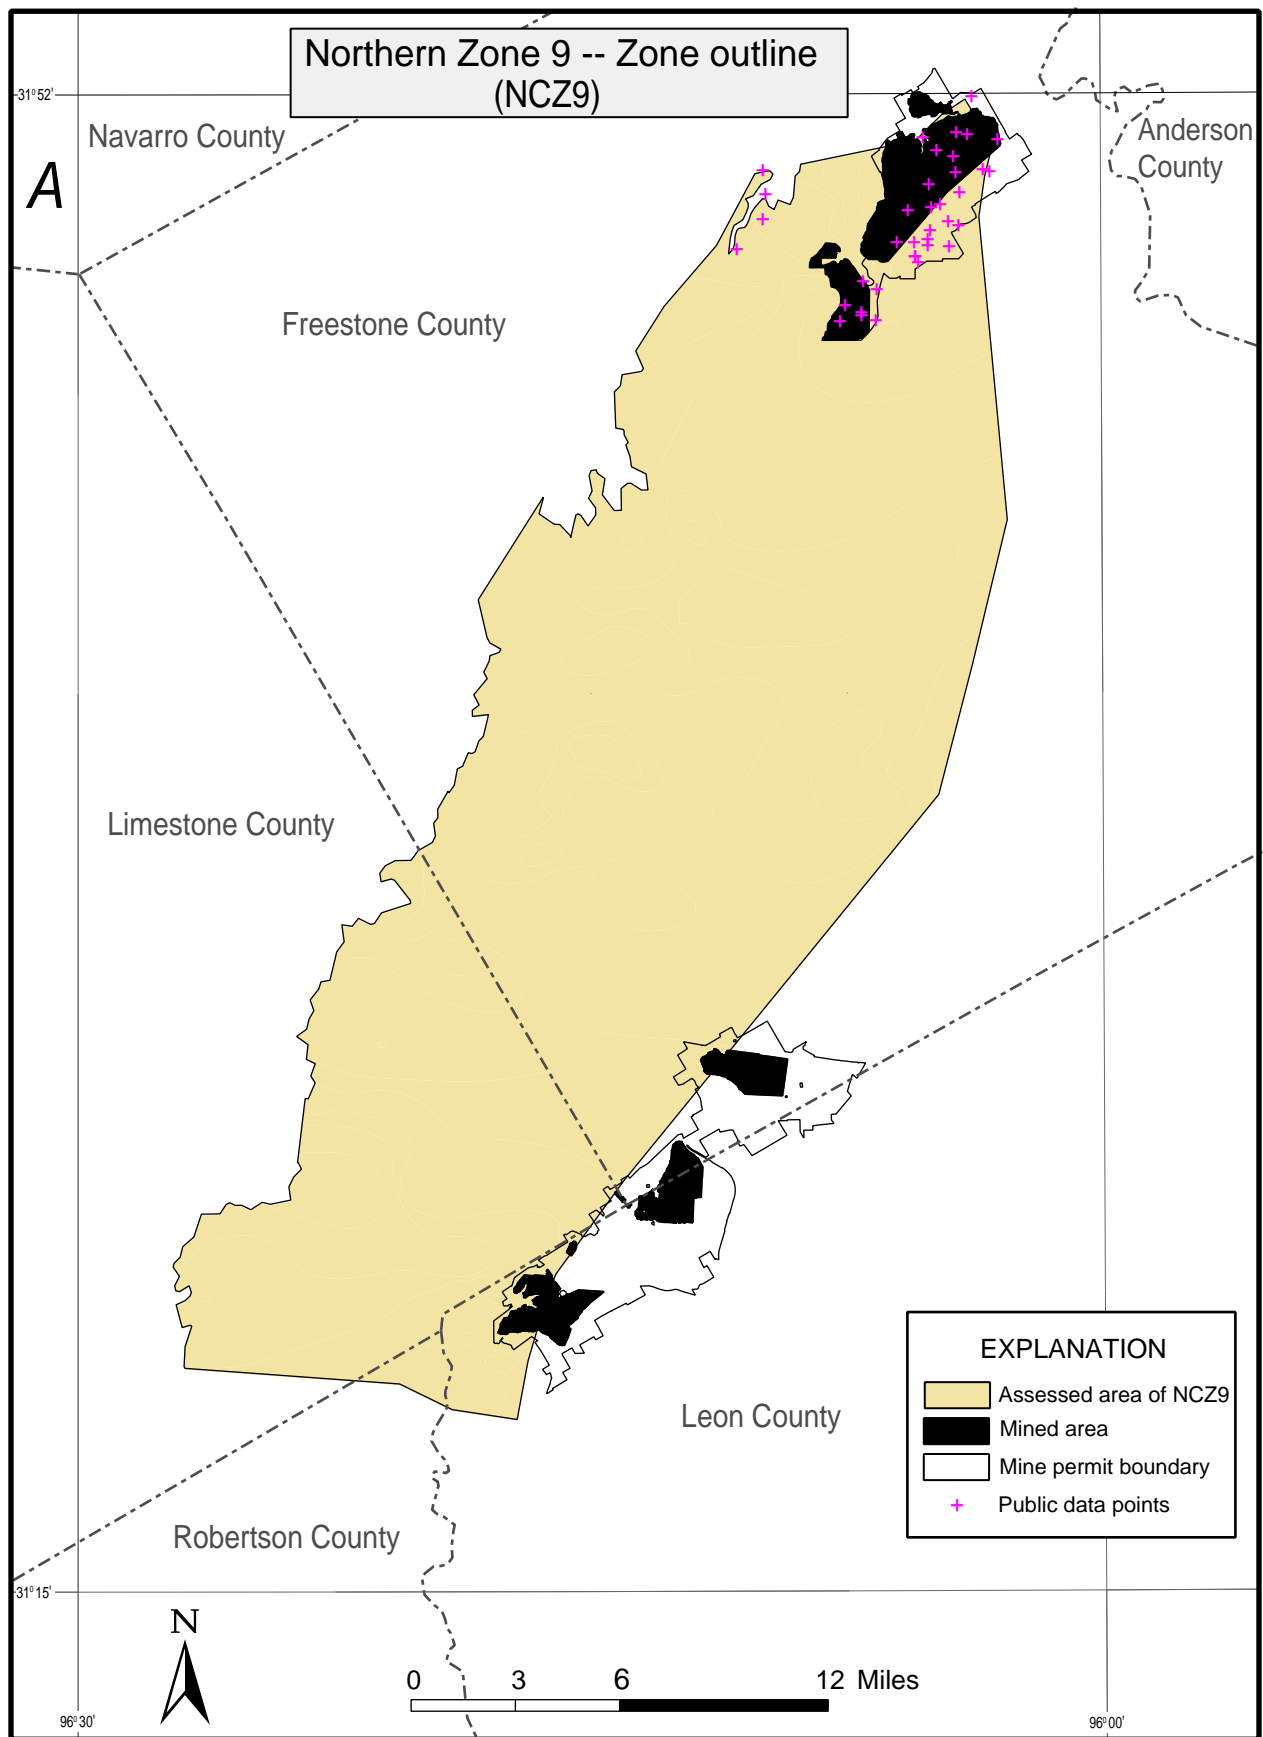 Northern Zone 9 -- Zone outline
(NCZ9)
31°52'
Navarro County
Anderson
County
A
Freestone County
Limestone County
EXPLANATION
Assessed area of NCZ9
Mined area
Mine permit boundary
Public data points
Leon County
Robertson County
31°15'
N
0 3 6 12 Miles
96°30'
96°00'